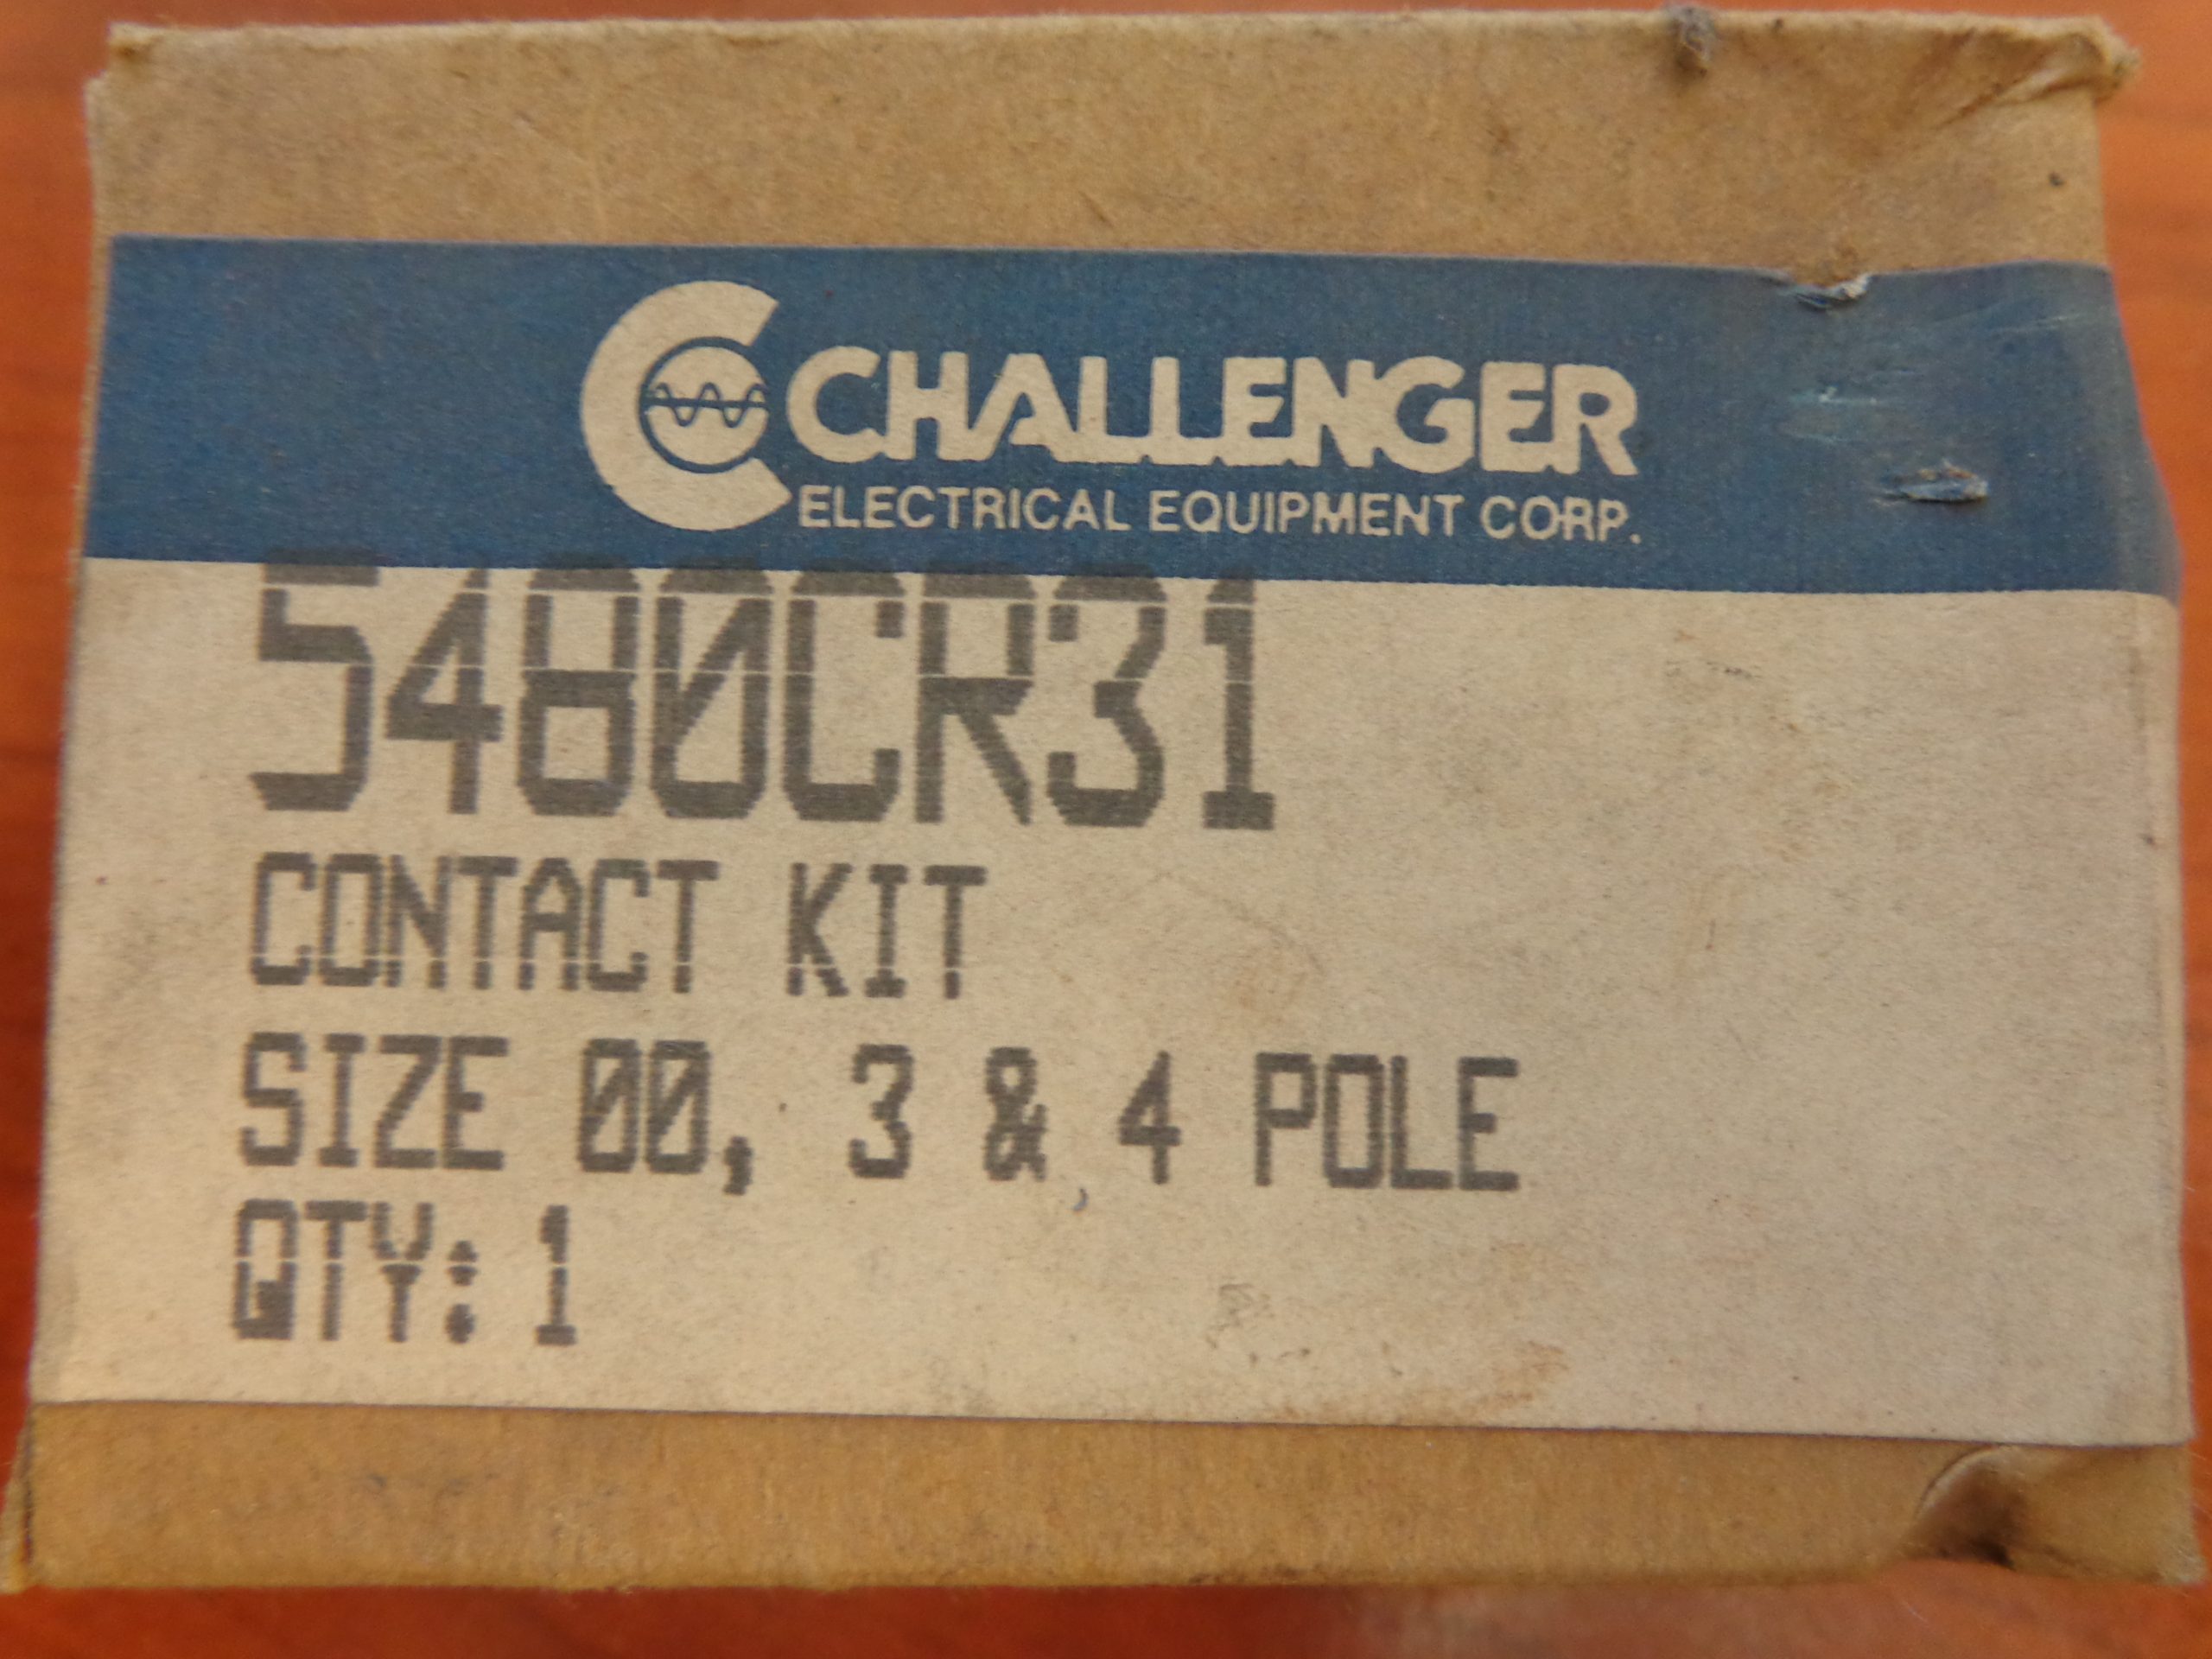 CHALLENGER
ELECTRICAL EQUIPMENT CORP.
5480CR31
CONTACT KIT
SIZE 00, 3 & 4 POLE
QTY: 1